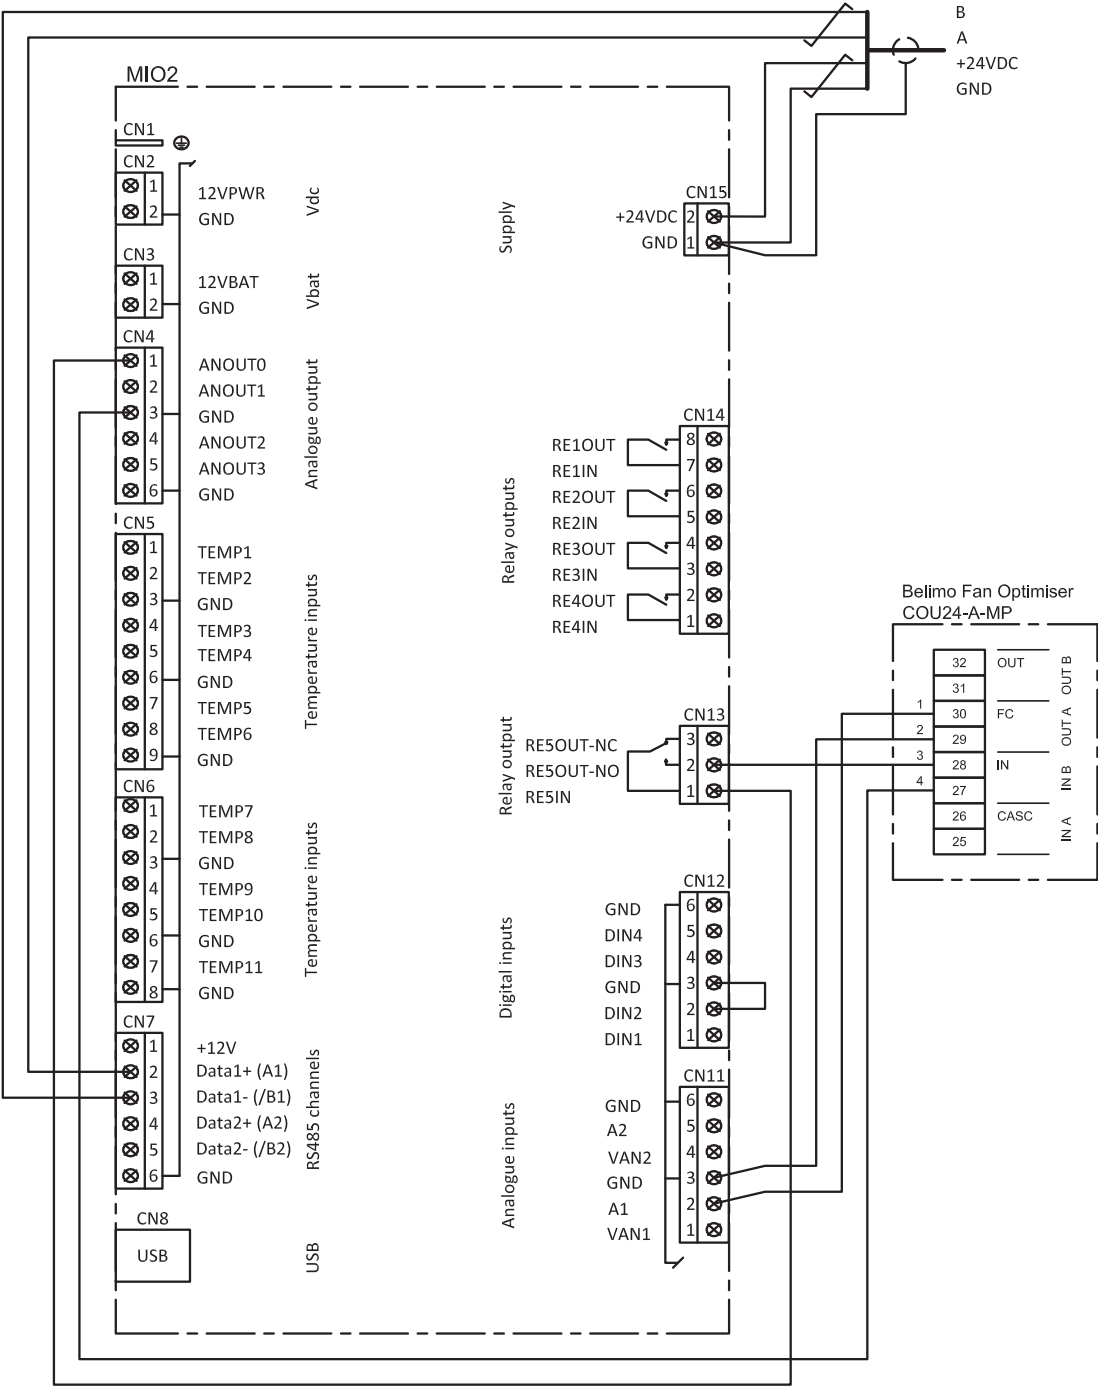 B
A
+24VDC
GND
MIO2
CN1
CN2
1 12VPWR
2 GND
Vdc
CN3
1 12VBAT
2 GND
Vbat
CN4
1 ANOUT0
2 ANOUT1
3 GND
4 ANOUT2
5 ANOUT3
6 GND
Analogue output
CN5
1 TEMP1
2 TEMP2
3 GND
4 TEMP3
5 TEMP4
6 GND
7 TEMP5
8 TEMP6
9 GND
Temperature inputs
CN6
1 TEMP7
2 TEMP8
3 GND
4 TEMP9
5 TEMP10
6 GND
7 TEMP11
8 GND
Temperature inputs
CN7
1 +12V
2 Data1+ (A1)
3 Data1- (/B1)
4 Data2+ (A2)
5 Data2- (/B2)
6 GND
RS485 channels
CN8
USB
USB
Supply
CN15
+24VDC 2
GND 1
Relay outputs
CN14
RE1OUT 8
RE1IN 7
RE2OUT 6
RE2IN 5
RE3OUT 4
RE3IN 3
RE4OUT 2
RE4IN 1
Relay output
CN13
RE5OUT-NC 3
RE5OUT-NO 2
RE5IN 1
Digital inputs
CN12
GND 6
DIN4 5
DIN3 4
GND 3
DIN2 2
DIN1 1
Analogue inputs
CN11
GND 6
A2 5
VAN2 4
GND 3
A1 2
VAN1 1
Belimo Fan Optimiser
COU24-A-MP
32 OUT
31
OUT B
1 30 FC
2 29
OUT A
3 28 IN
4 27
IN B
26 CASC
25
IN A